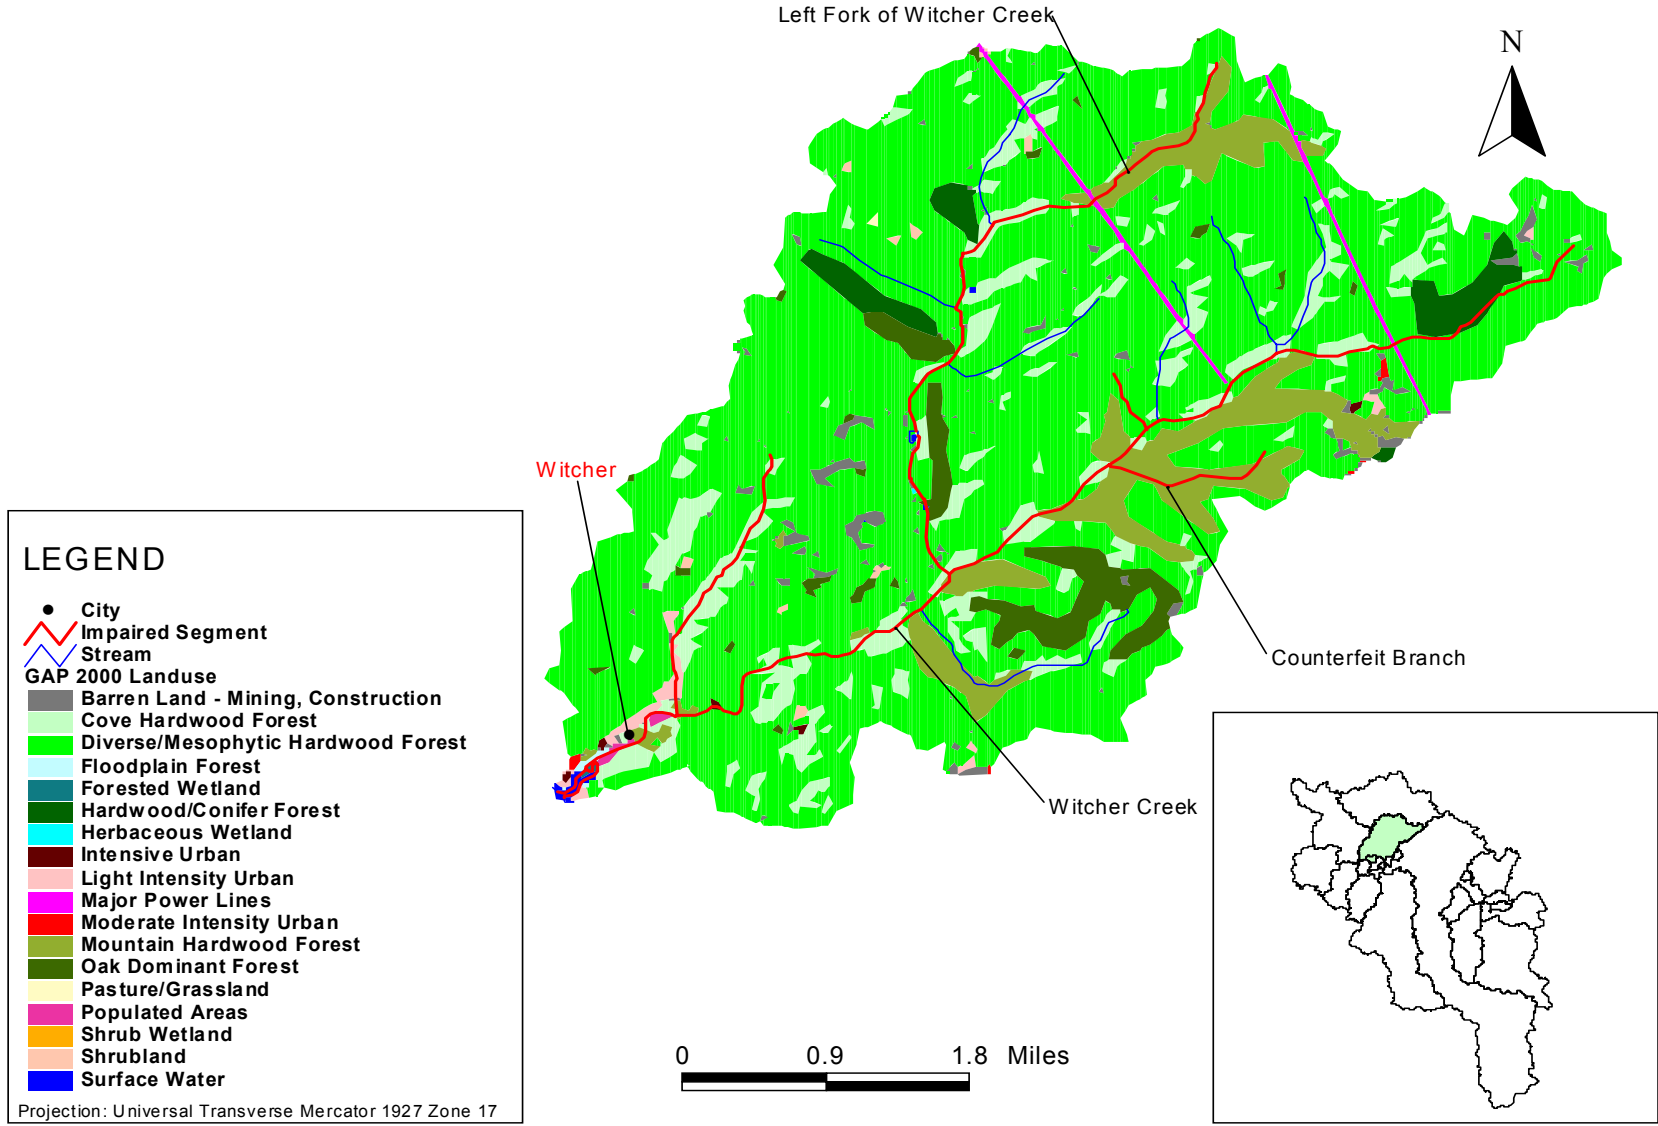 Left Fork of Witcher Creek
N
Witcher
LEGEND
City
Impaired Segment
Stream
GAP 2000 Landuse
Barren Land - Mining, Construction
Cove Hardwood Forest
Diverse/Mesophytic Hardwood Forest
Floodplain Forest
Forested Wetland
Hardwood/Conifer Forest
Herbaceous Wetland
Intensive Urban
Light Intensity Urban
Major Power Lines
Moderate Intensity Urban
Mountain Hardwood Forest
Oak Dominant Forest
Pasture/Grassland
Populated Areas
Shrub Wetland
Shrubland
Surface Water
Projection: Universal Transverse Mercator 1927 Zone 17
Counterfeit Branch
Witcher Creek
0 0.9 1.8 Miles